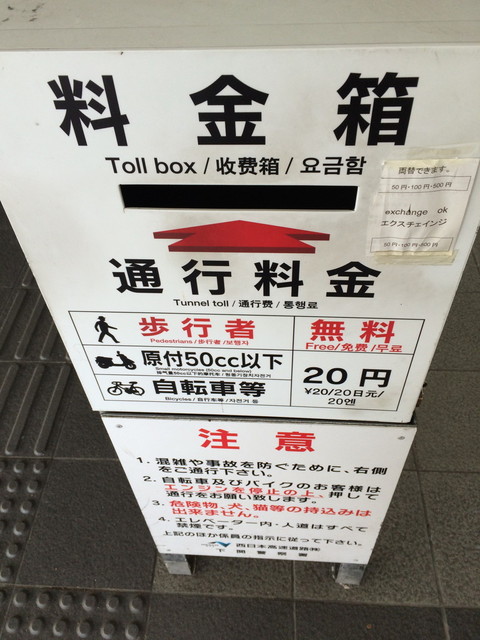 料金箱
Toll box / 收费箱 / 요금함
両替できます。
50円・100円・500円
exchange ok
エクスチェインジ
50円・100円・500円
通行料金
Tunnel toll / 通行费 / 통행료
歩行者
Pedestrians / 步行者 / 보행자
無料
Free/免费/무료
原付50cc以下
Small motorcycles (50cc and below)
自転車等
Bicycles / 自行车等 / 자전거 등
20円
¥20/20日元/
20엔
注意
1. 混雑や事故を防ぐために、右側
をご通行下さい。
2. 自転車及びバイクのお客様は
エンジンを停止の上、押して
通行をお願い致します。
3. 危険物、犬、猫等の持込みは
出来ません。
4. エレベーター内・人道はすべて
禁煙です。
上記のほか係員の指示に従って下さい。
西日本高速道路㈱
下関警察署